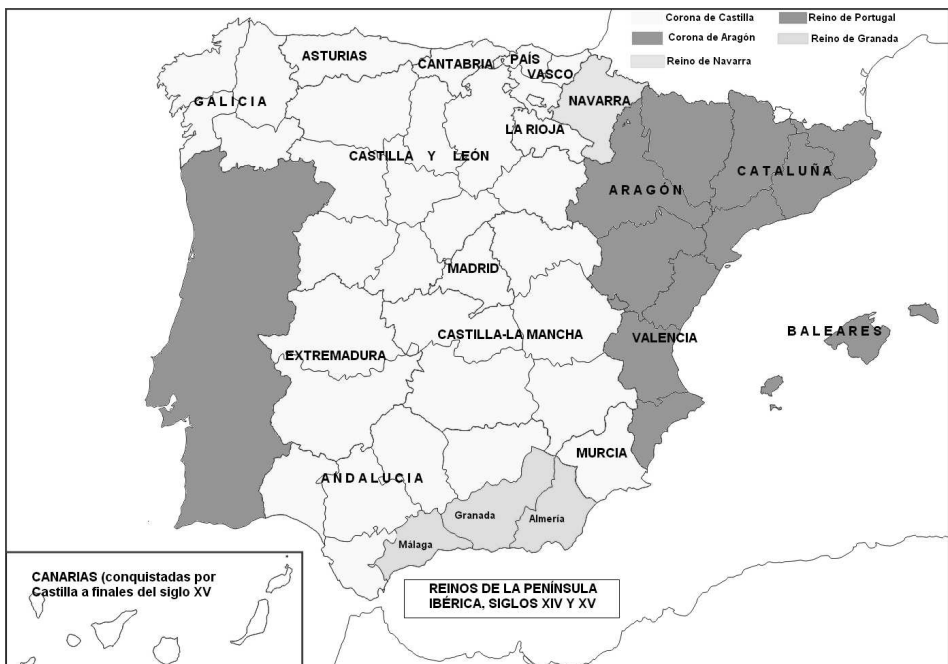 Corona de Castilla
Reino de Portugal
Corona de Aragón
Reino de Granada
Reino de Navarra
ASTURIAS
CANTABRIA
PAÍS
VASCO
NAVARRA
GALICIA
LA RIOJA
CASTILLA Y LEÓN
ARAGÓN
CATALUÑA
MADRID
CASTILLA-LA MANCHA
VALENCIA
BALEARES
EXTREMADURA
MURCIA
ANDALUCIA
Granada
Almería
Málaga
CANARIAS (conquistadas por
Castilla a finales del siglo XV
REINOS DE LA PENÍNSULA
IBÉRICA, SIGLOS XIV Y XV